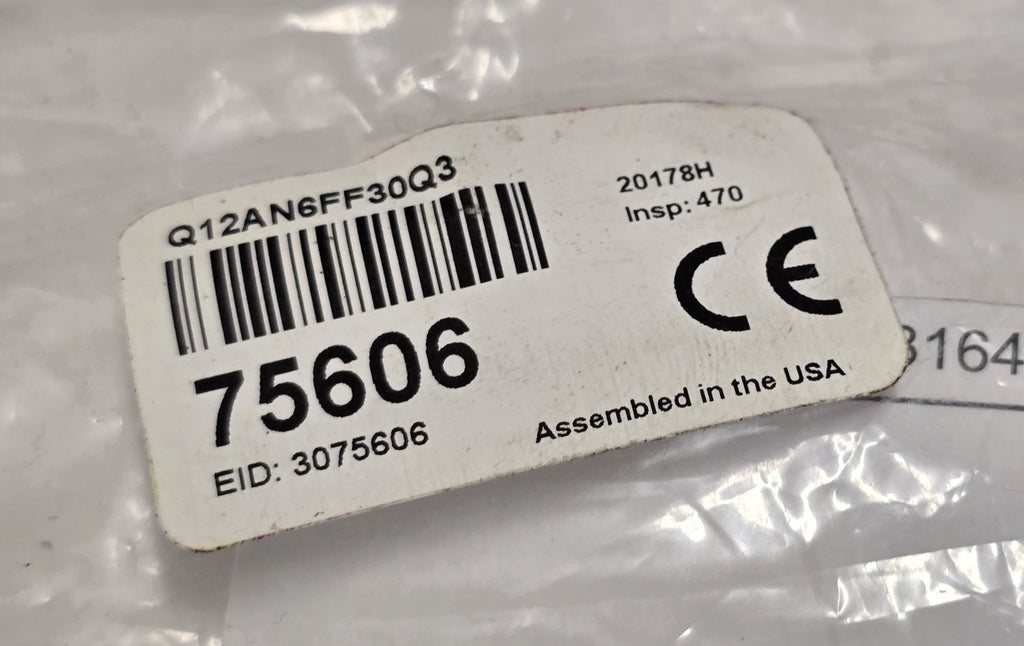 Q12AN6FF30Q3
20178H
Insp: 470
CE
75606
EID: 3075606
Assembled in the USA
3164